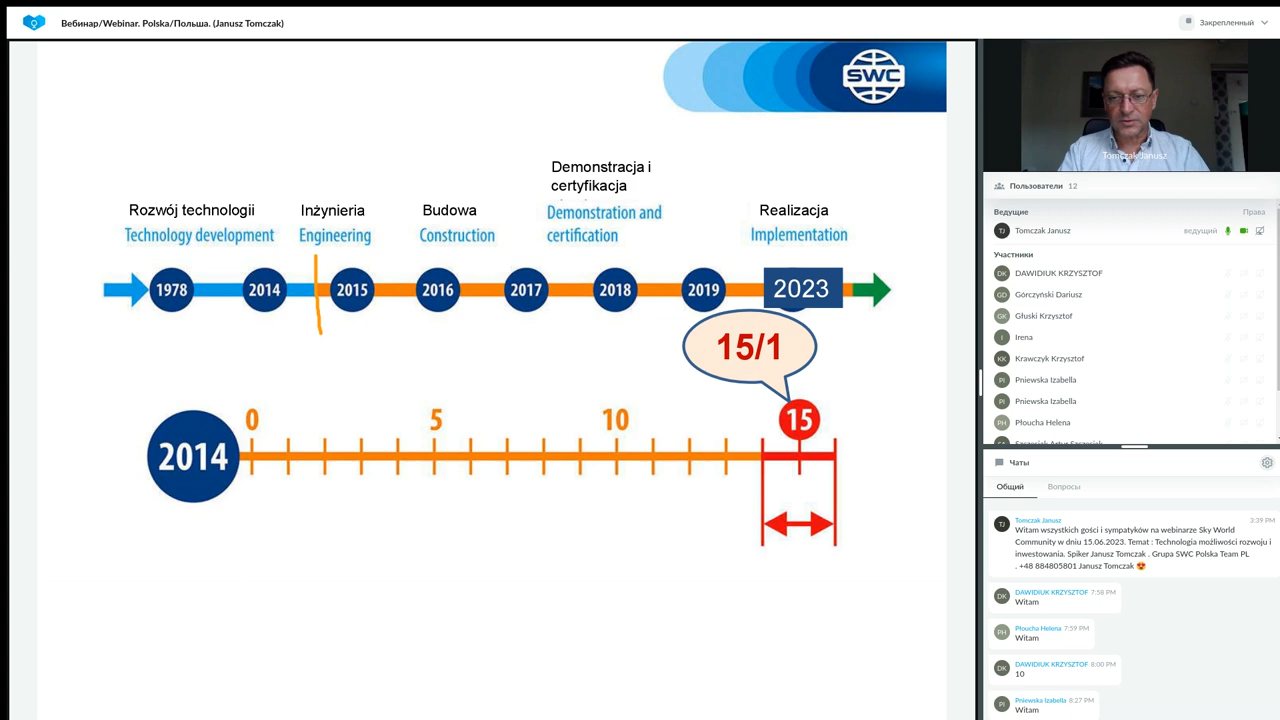 Вебинар/Webinar. Polska/Польша. (Janusz Tomczak)
Закрепленный
SWC
Demonstracja i
certyfikacja
Rozwój technologii
Inżynieria
Budowa
Demonstration and
certification
Realizacja
Technology development
Engineering
Construction
Implementation
1978
2014
2015
2016
2017
2018
2019
2023
15/1
0
5
10
15
2014
Tomczak Janusz
Пользователи 12
Ведущие
Права
TJ
Tomczak Janusz
ведущий
Участники
DK
DAWIDIUK KRZYSZTOF
GD
Górczyński Dariusz
GK
Głuski Krzysztof
I
Irena
KK
Krawczyk Krzysztof
PI
Pniewska Izabella
PI
Pniewska Izabella
PH
Płoucha Helena
Чаты
Общий
Вопросы
TJ
Tomczak Janusz
3:39 PM
Witam wszystkich gości i sympatyków na webinarze Sky World
Community w dniu 15.06.2023. Temat : Technologia możliwości rozwoju i
inwestowania. Spiker Janusz Tomczak . Grupa SWC Polska Team PL
. +48 884805801 Janusz Tomczak 😍
DK
DAWIDIUK KRZYSZTOF 7:58 PM
Witam
PH
Płoucha Helena 7:59 PM
Witam
DK
DAWIDIUK KRZYSZTOF 8:00 PM
10
PI
Pniewska Izabella 8:27 PM
Witam